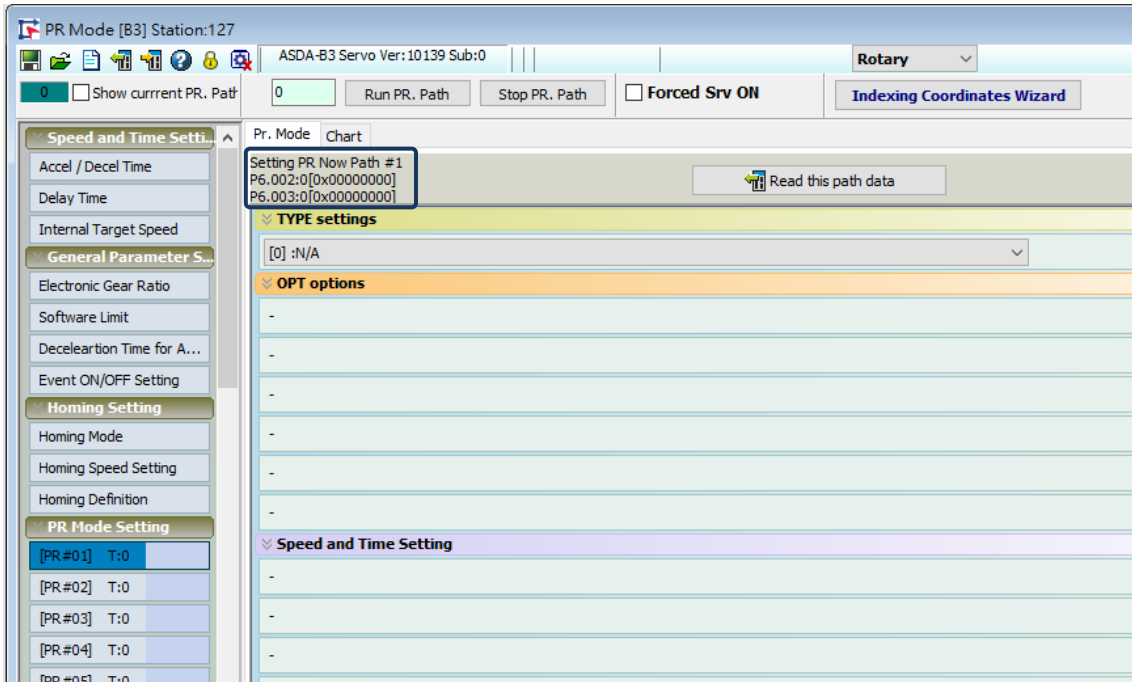 PR Mode [B3] Station:127
ASDA-B3 Servo Ver:10139 Sub:0
Rotary
0 Show currrent PR. Path
0
Run PR. Path
Stop PR. Path
Forced Srv ON
Indexing Coordinates Wizard
Speed and Time Setti...
Accel / Decel Time
Delay Time
Internal Target Speed
General Parameter S...
Electronic Gear Ratio
Software Limit
Deceleartion Time for A...
Event ON/OFF Setting
Homing Setting
Homing Mode
Homing Speed Setting
Homing Definition
PR Mode Setting
[PR#01] T:0
[PR#02] T:0
[PR#03] T:0
[PR#04] T:0
[PR#05] T:0
Pr. Mode
Chart
Setting PR Now Path #1
P6.002:0[0x00000000]
P6.003:0[0x00000000]
Read this path data
TYPE settings
[0] :N/A
OPT options
-
-
-
-
-
-
Speed and Time Setting
-
-
-